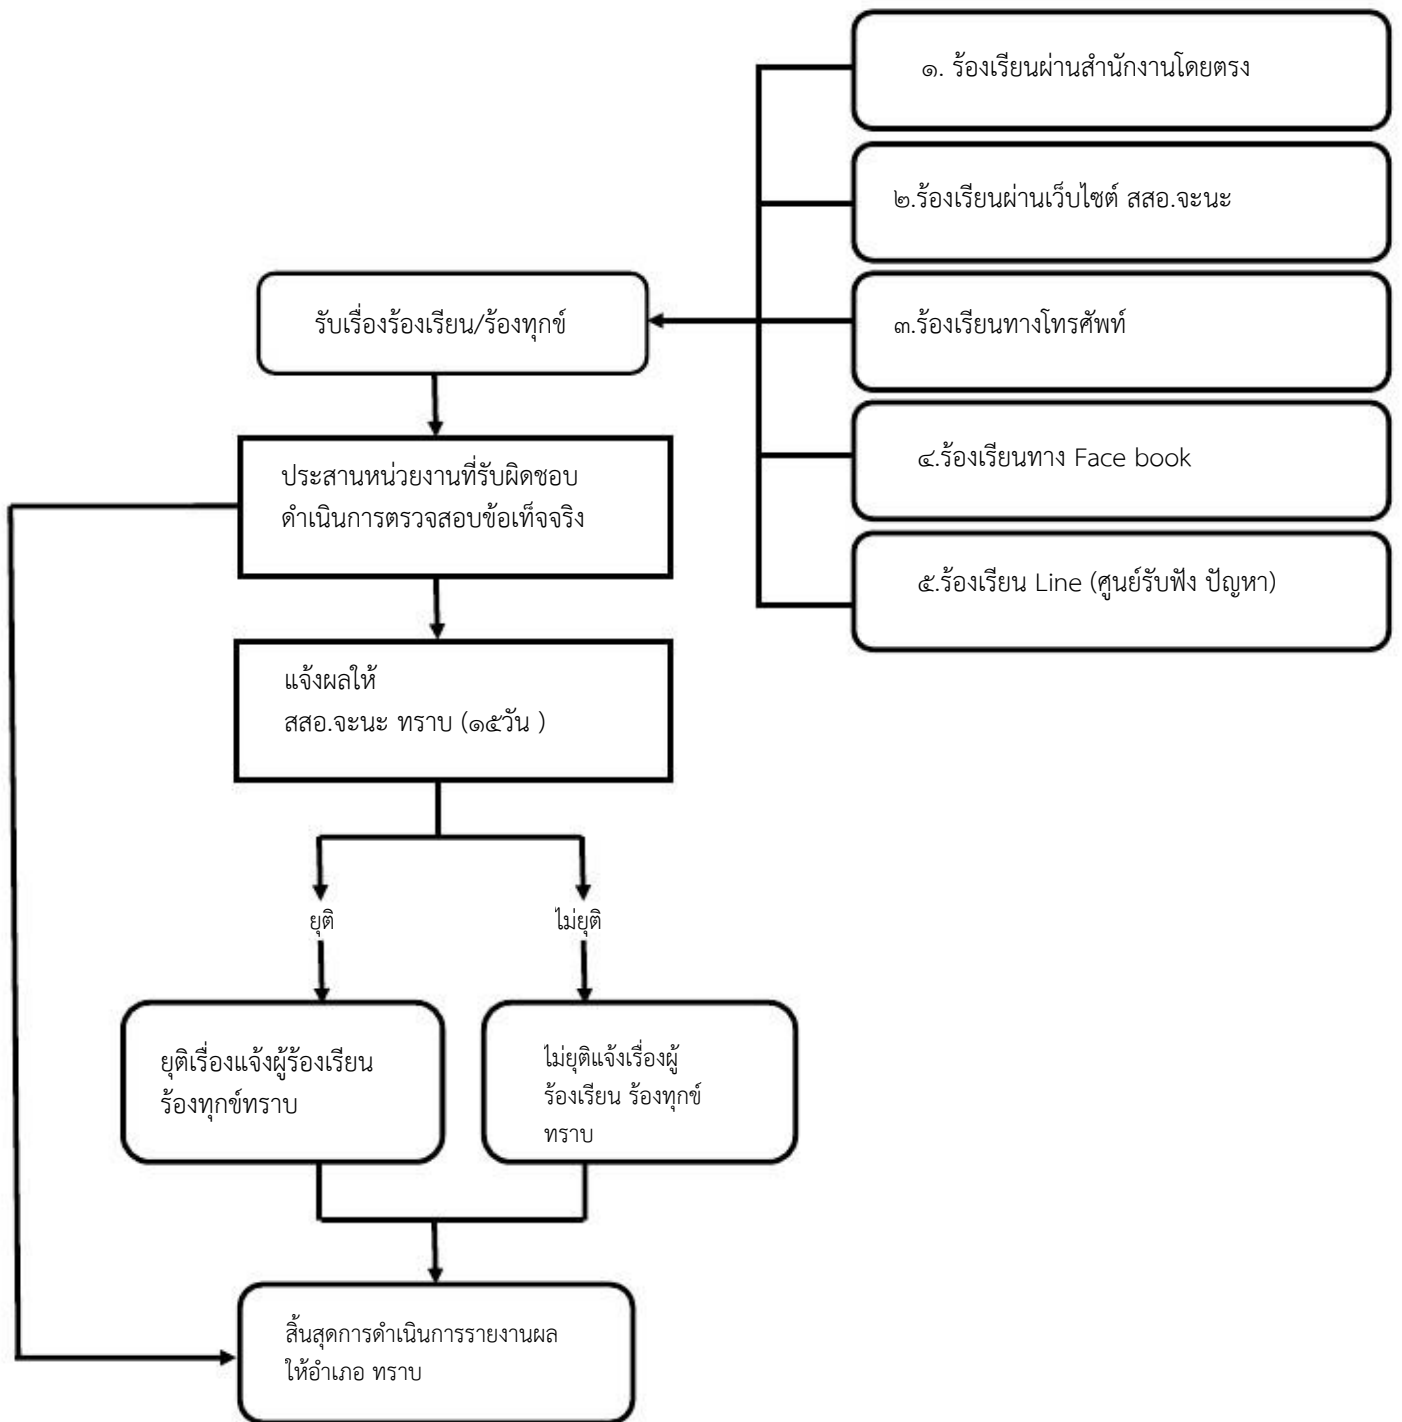 ๑. ร้องเรียนผ่านสำนักงานโดยตรง
๒.ร้องเรียนผ่านเว็บไซต์ สสอ.จะนะ
รับเรื่องร้องเรียน/ร้องทุกข์
๓.ร้องเรียนทางโทรศัพท์
๔.ร้องเรียนทาง Face book
ประสานหน่วยงานที่รับผิดชอบ
ดำเนินการตรวจสอบข้อเท็จจริง
๕.ร้องเรียน Line (ศูนย์รับฟัง ปัญหา)
แจ้งผลให้
สสอ.จะนะ ทราบ (๑๕วัน )
ยุติ
ไม่ยุติ
ยุติเรื่องแจ้งผู้ร้องเรียน
ร้องทุกข์ทราบ
ไม่ยุติแจ้งเรื่องผู้
ร้องเรียน ร้องทุกข์
ทราบ
สิ้นสุดการดำเนินการรายงานผล
ให้อำเภอ ทราบ